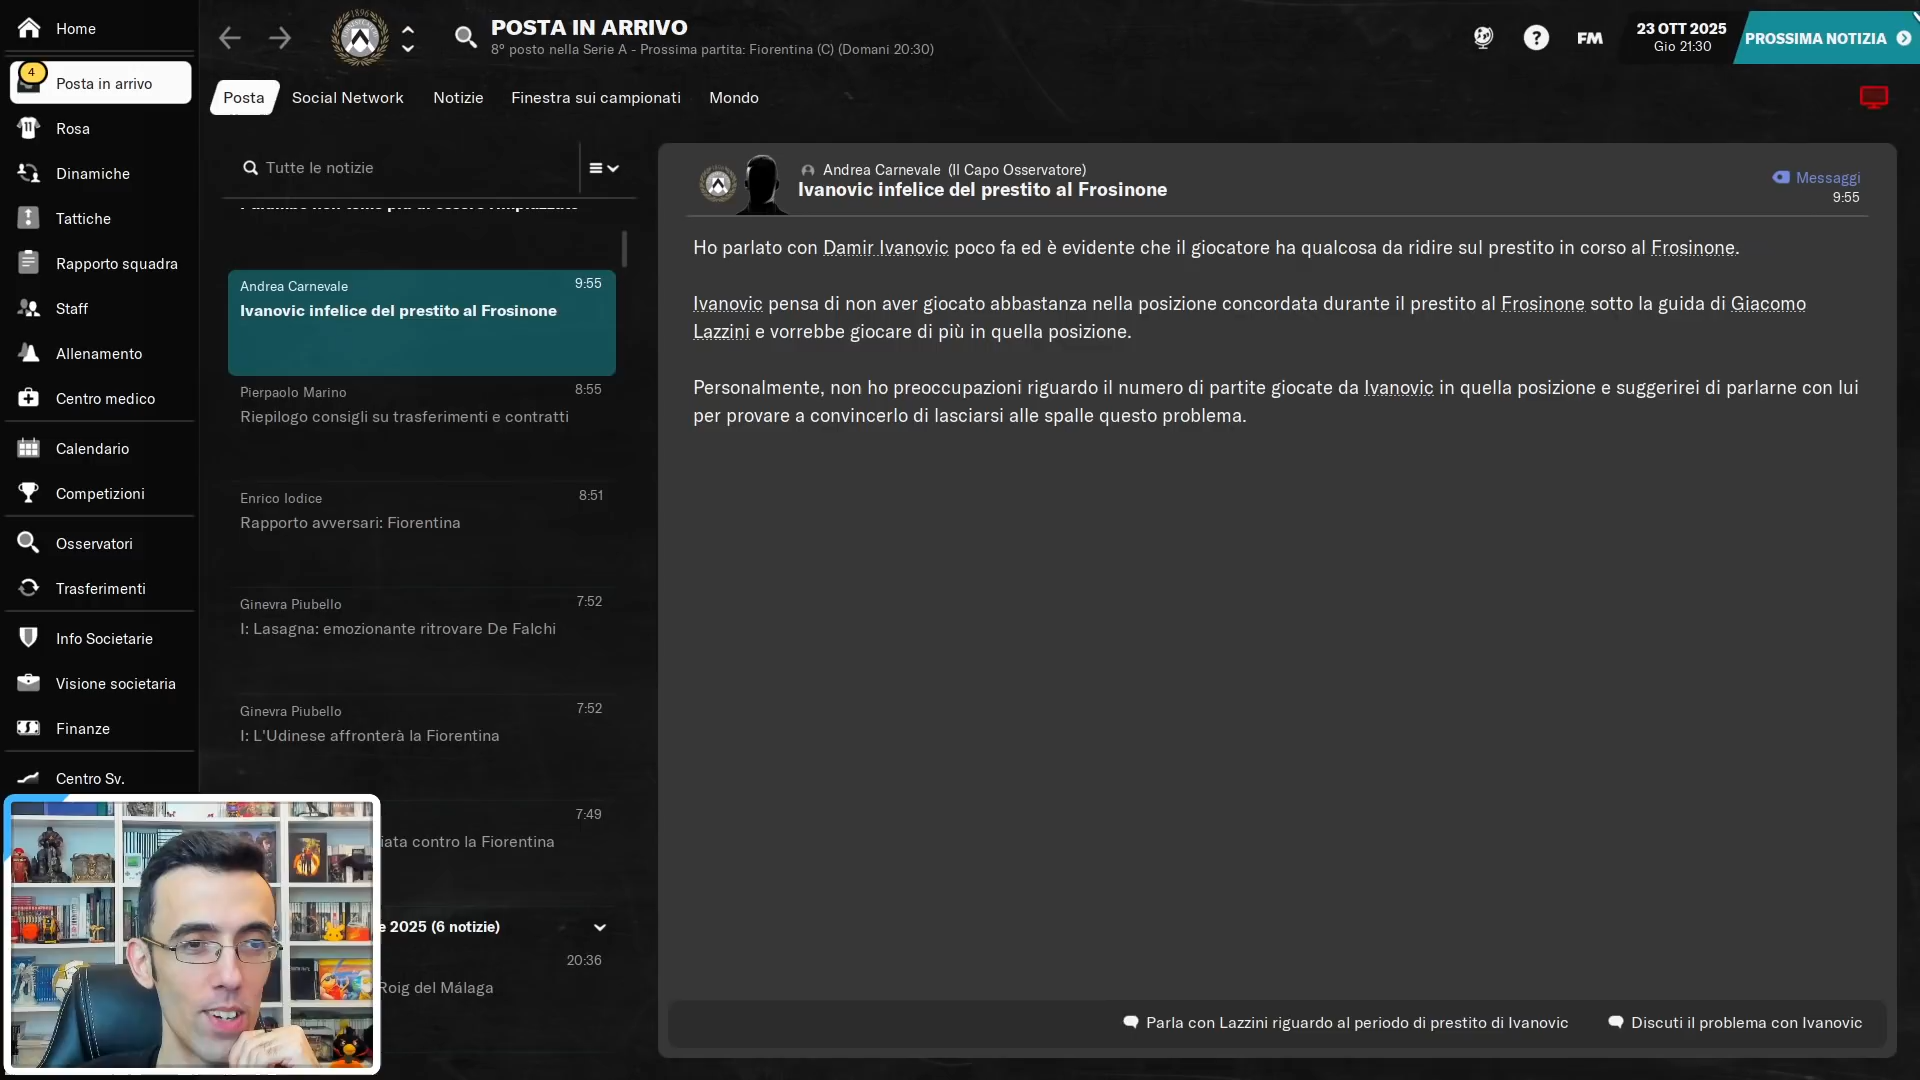 Home
4
Posta in arrivo
Rosa
Dinamiche
Tattiche
Rapporto squadra
Staff
Allenamento
Centro medico
Calendario
Competizioni
Osservatori
Trasferimenti
Info Societarie
Visione societaria
Finanze
Centro Sv.
POSTA IN ARRIVO
8° posto nella Serie A - Prossima partita: Fiorentina (C) (Domani 20:30)
FM
23 OTT 2025
Gio 21:30
PROSSIMA NOTIZIA
Posta
Social Network
Notizie
Finestra sui campionati
Mondo
Tutte le notizie
Andrea Carnevale
9:55
Ivanovic infelice del prestito al Frosinone
Pierpaolo Marino
8:55
Riepilogo consigli su trasferimenti e contratti
Enrico Iodice
8:51
Rapporto avversari: Fiorentina
Ginevra Piubello
7:52
I: Lasagna: emozionante ritrovare De Falchi
Ginevra Piubello
7:52
I: L'Udinese affronterà la Fiorentina
7:49
iata contro la Fiorentina
e 2025 (6 notizie)
20:36
Roig del Málaga
Andrea Carnevale (Il Capo Osservatore)
Ivanovic infelice del prestito al Frosinone
Messaggi
9:55
Ho parlato con Damir Ivanovic poco fa ed è evidente che il giocatore ha qualcosa da ridire sul prestito in corso al Frosinone.
Ivanovic pensa di non aver giocato abbastanza nella posizione concordata durante il prestito al Frosinone sotto la guida di Giacomo
Lazzini e vorrebbe giocare di più in quella posizione.
Personalmente, non ho preoccupazioni riguardo il numero di partite giocate da Ivanovic in quella posizione e suggerirei di parlarne con lui
per provare a convincerlo di lasciarsi alle spalle questo problema.
Parla con Lazzini riguardo al periodo di prestito di Ivanovic
Discuti il problema con Ivanovic